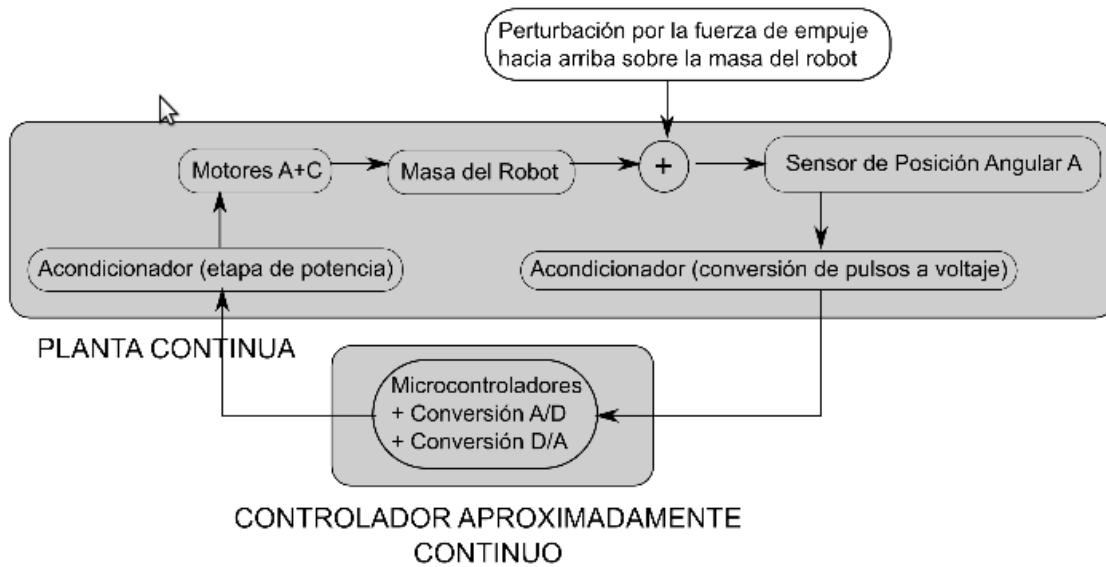 Perturbación por la fuerza de empuje
hacia arriba sobre la masa del robot
Motores A+C
Masa del Robot
+
Sensor de Posición Angular A
Acondicionador (etapa de potencia)
Acondicionador (conversión de pulsos a voltaje)
PLANTA CONTINUA
Microcontroladores
+ Conversión A/D
+ Conversión D/A
CONTROLADOR APROXIMADAMENTE
CONTINUO